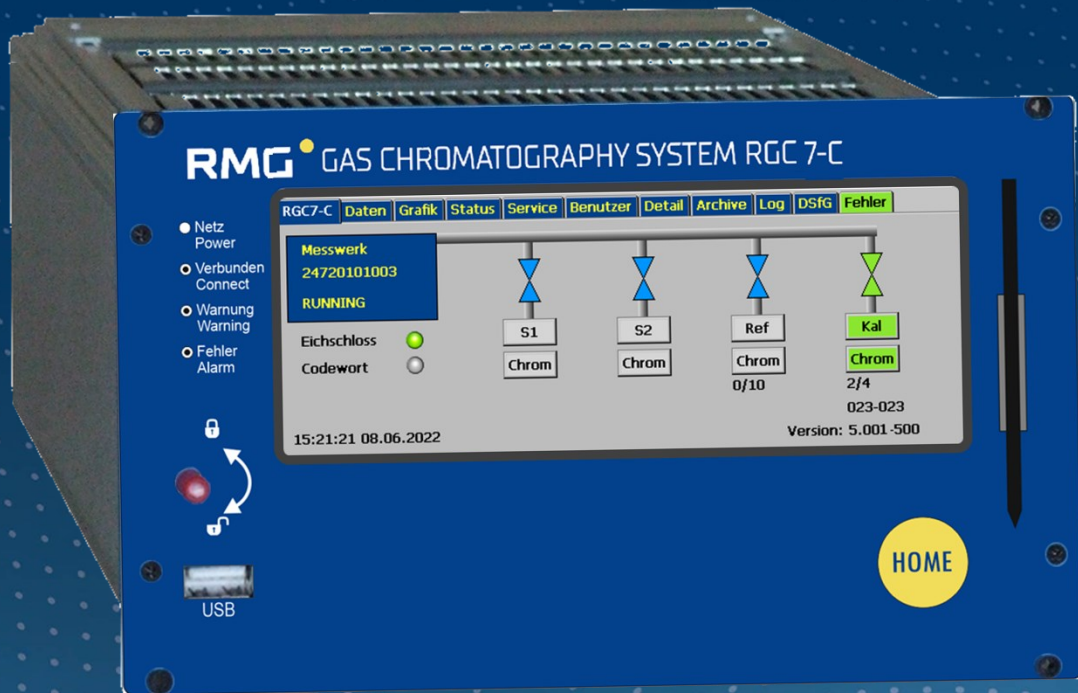 RMG GAS CHROMATOGRAPHY SYSTEM RGC 7-C
RGC7-C Daten Grafik Status Service Benutzer Detail Archive Log DSfG Fehler
Netz
Power
Verbunden
Connect
Warnung
Warning
Fehler
Alarm
Messwerk
24720101003
RUNNING
Eichschloss
Codewort
S1 S2 Ref Kal
Chrom Chrom Chrom Chrom
0/10 2/4
023-023
15:21:21 08.06.2022 Version: 5.001-500
HOME
USB